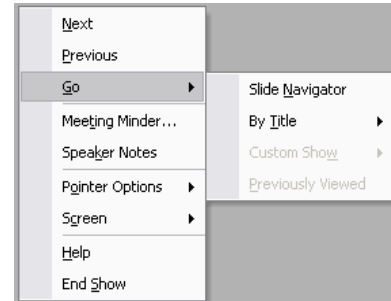 Next
Previous
Go
Meeting Minder...
Speaker Notes
Pointer Options
Screen
Help
End Show
Slide Navigator
By Title
Custom Show
Previously Viewed